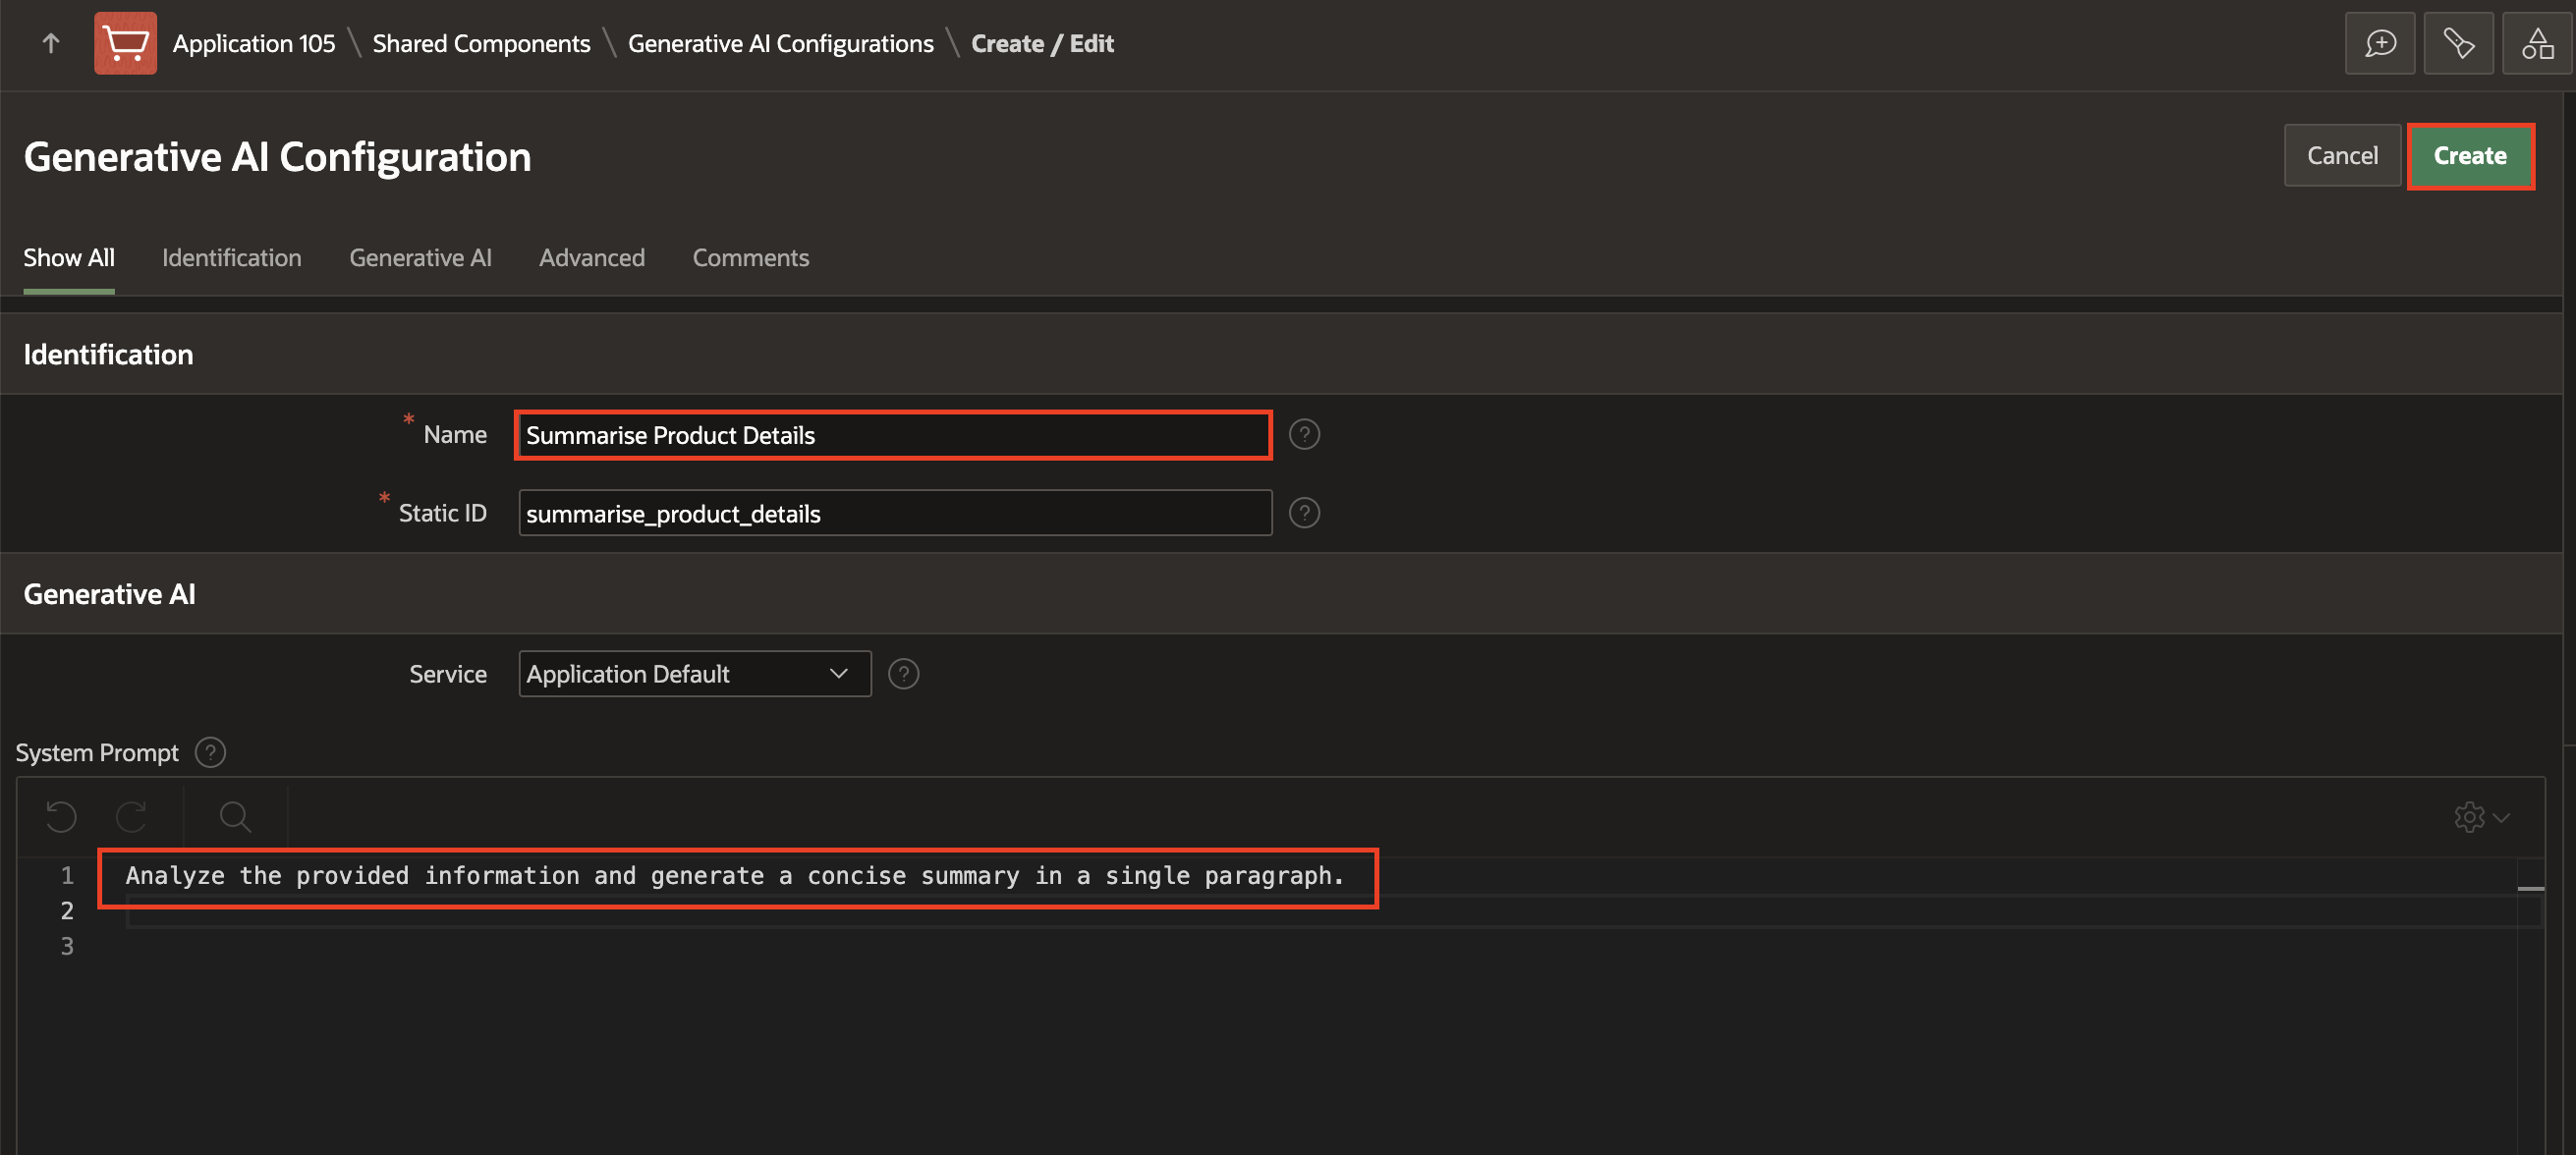 Application 105 \ Shared Components \ Generative AI Configurations \ Create / Edit
Generative AI Configuration
Cancel
Create
Show All Identification Generative AI Advanced Comments
Identification
* Name Summarise Product Details ?
* Static ID summarise_product_details ?
Generative AI
Service Application Default ?
System Prompt ?
1 Analyze the provided information and generate a concise summary in a single paragraph.
2
3